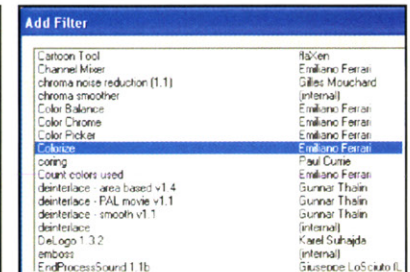 Add Filter
Cartoon Tool flaXen
Channel Mixer Emiliano Ferrari
chroma noise reduction (1.1) Gilles Mouchard
chroma smoother (internal)
Color Balance Emiliano Ferrari
Color Chrome Emiliano Ferrari
Color Picker Emiliano Ferrari
Colorize Emiliano Ferrari
coring Paul Currie
Count colors used Emiliano Ferrari
deinterlace - area based v1.4 Gunnar Thalin
deinterlace - PAL movie v1.1 Gunnar Thalin
deinterlace - smooth v1.1 Gunnar Thalin
deinterlace (internal)
DeLogo 1.3.2 Karel Suhajda
emboss (internal)
EndProcessSound 1.1b Giuseppe LoSciuto (L